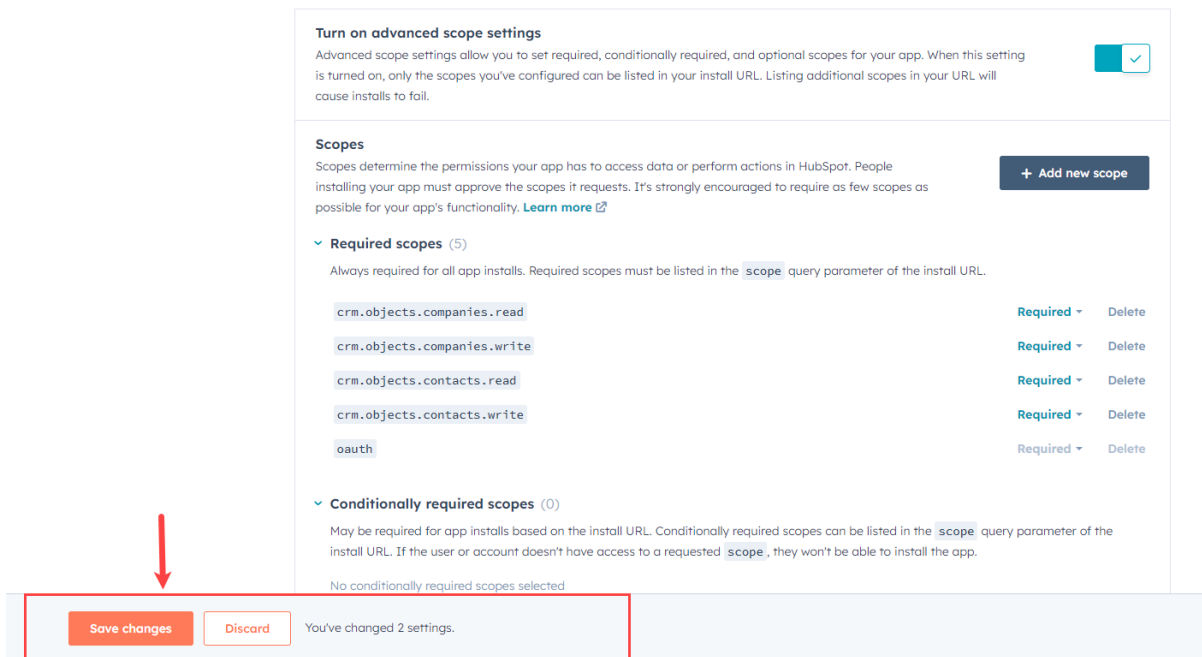 Turn on advanced scope settings
Advanced scope settings allow you to set required, conditionally required, and optional scopes for your app. When this setting
is turned on, only the scopes you've configured can be listed in your install URL. Listing additional scopes in your URL will
cause installs to fail.
Scopes
Scopes determine the permissions your app has to access data or perform actions in HubSpot. People
installing your app must approve the scopes it requests. It's strongly encouraged to require as few scopes as
possible for your app's functionality. Learn more
+ Add new scope
Required scopes (5)
Always required for all app installs. Required scopes must be listed in the scope query parameter of the install URL.
crm.objects.companies.read Required Delete
crm.objects.companies.write Required Delete
crm.objects.contacts.read Required Delete
crm.objects.contacts.write Required Delete
oauth Required Delete
Conditionally required scopes (0)
May be required for app installs based on the install URL. Conditionally required scopes can be listed in the scope query parameter of the
install URL. If the user or account doesn't have access to a requested scope, they won't be able to install the app.
No conditionally required scopes selected
Save changes Discard You've changed 2 settings.